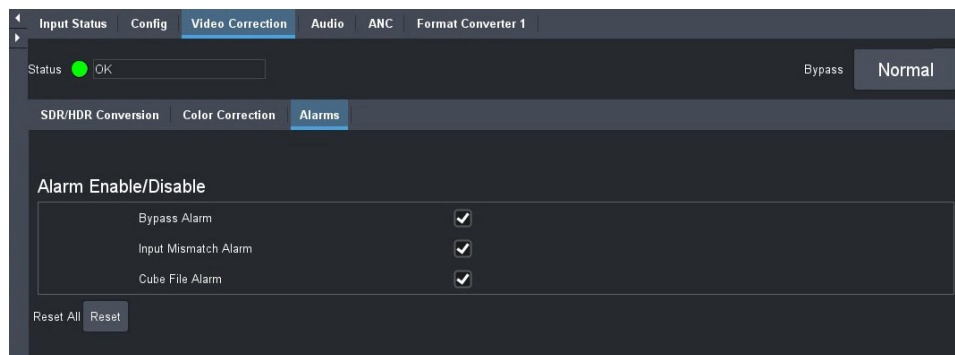 Input Status Config Video Correction Audio ANC Format Converter 1
Status OK Bypass Normal
SDR/HDR Conversion Color Correction Alarms
Alarm Enable/Disable
Bypass Alarm
Input Mismatch Alarm
Cube File Alarm
Reset All Reset